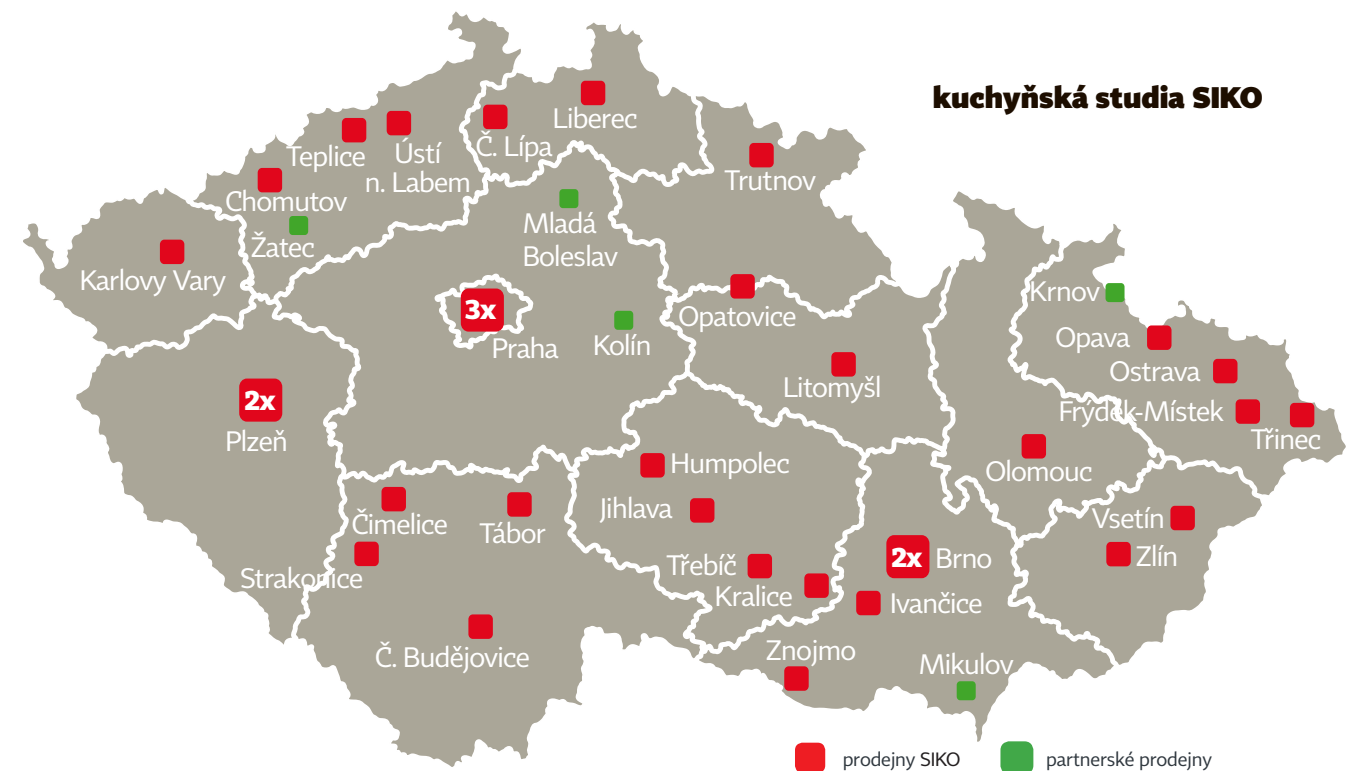 kuchyňská studia SIKO
Liberec
Č. Lípa
Teplice
Ústí
n. Labem
Trutnov
Chomutov
Mladá
Boleslav
Žatec
Karlovy Vary
Krnov
3x
Opatovice
Praha
Kolín
Opava
Ostrava
Litomyšl
2x
Plzeň
Frýdek-Místek
Třinec
Humpolec
Olomouc
Jihlava
Čimelice
Tábor
Vsetín
Strakonice
Třebíč
2x Brno
Zlín
Kralice
Ivančice
Č. Budějovice
Znojmo
Mikulov
prodejny SIKO
partnerské prodejny